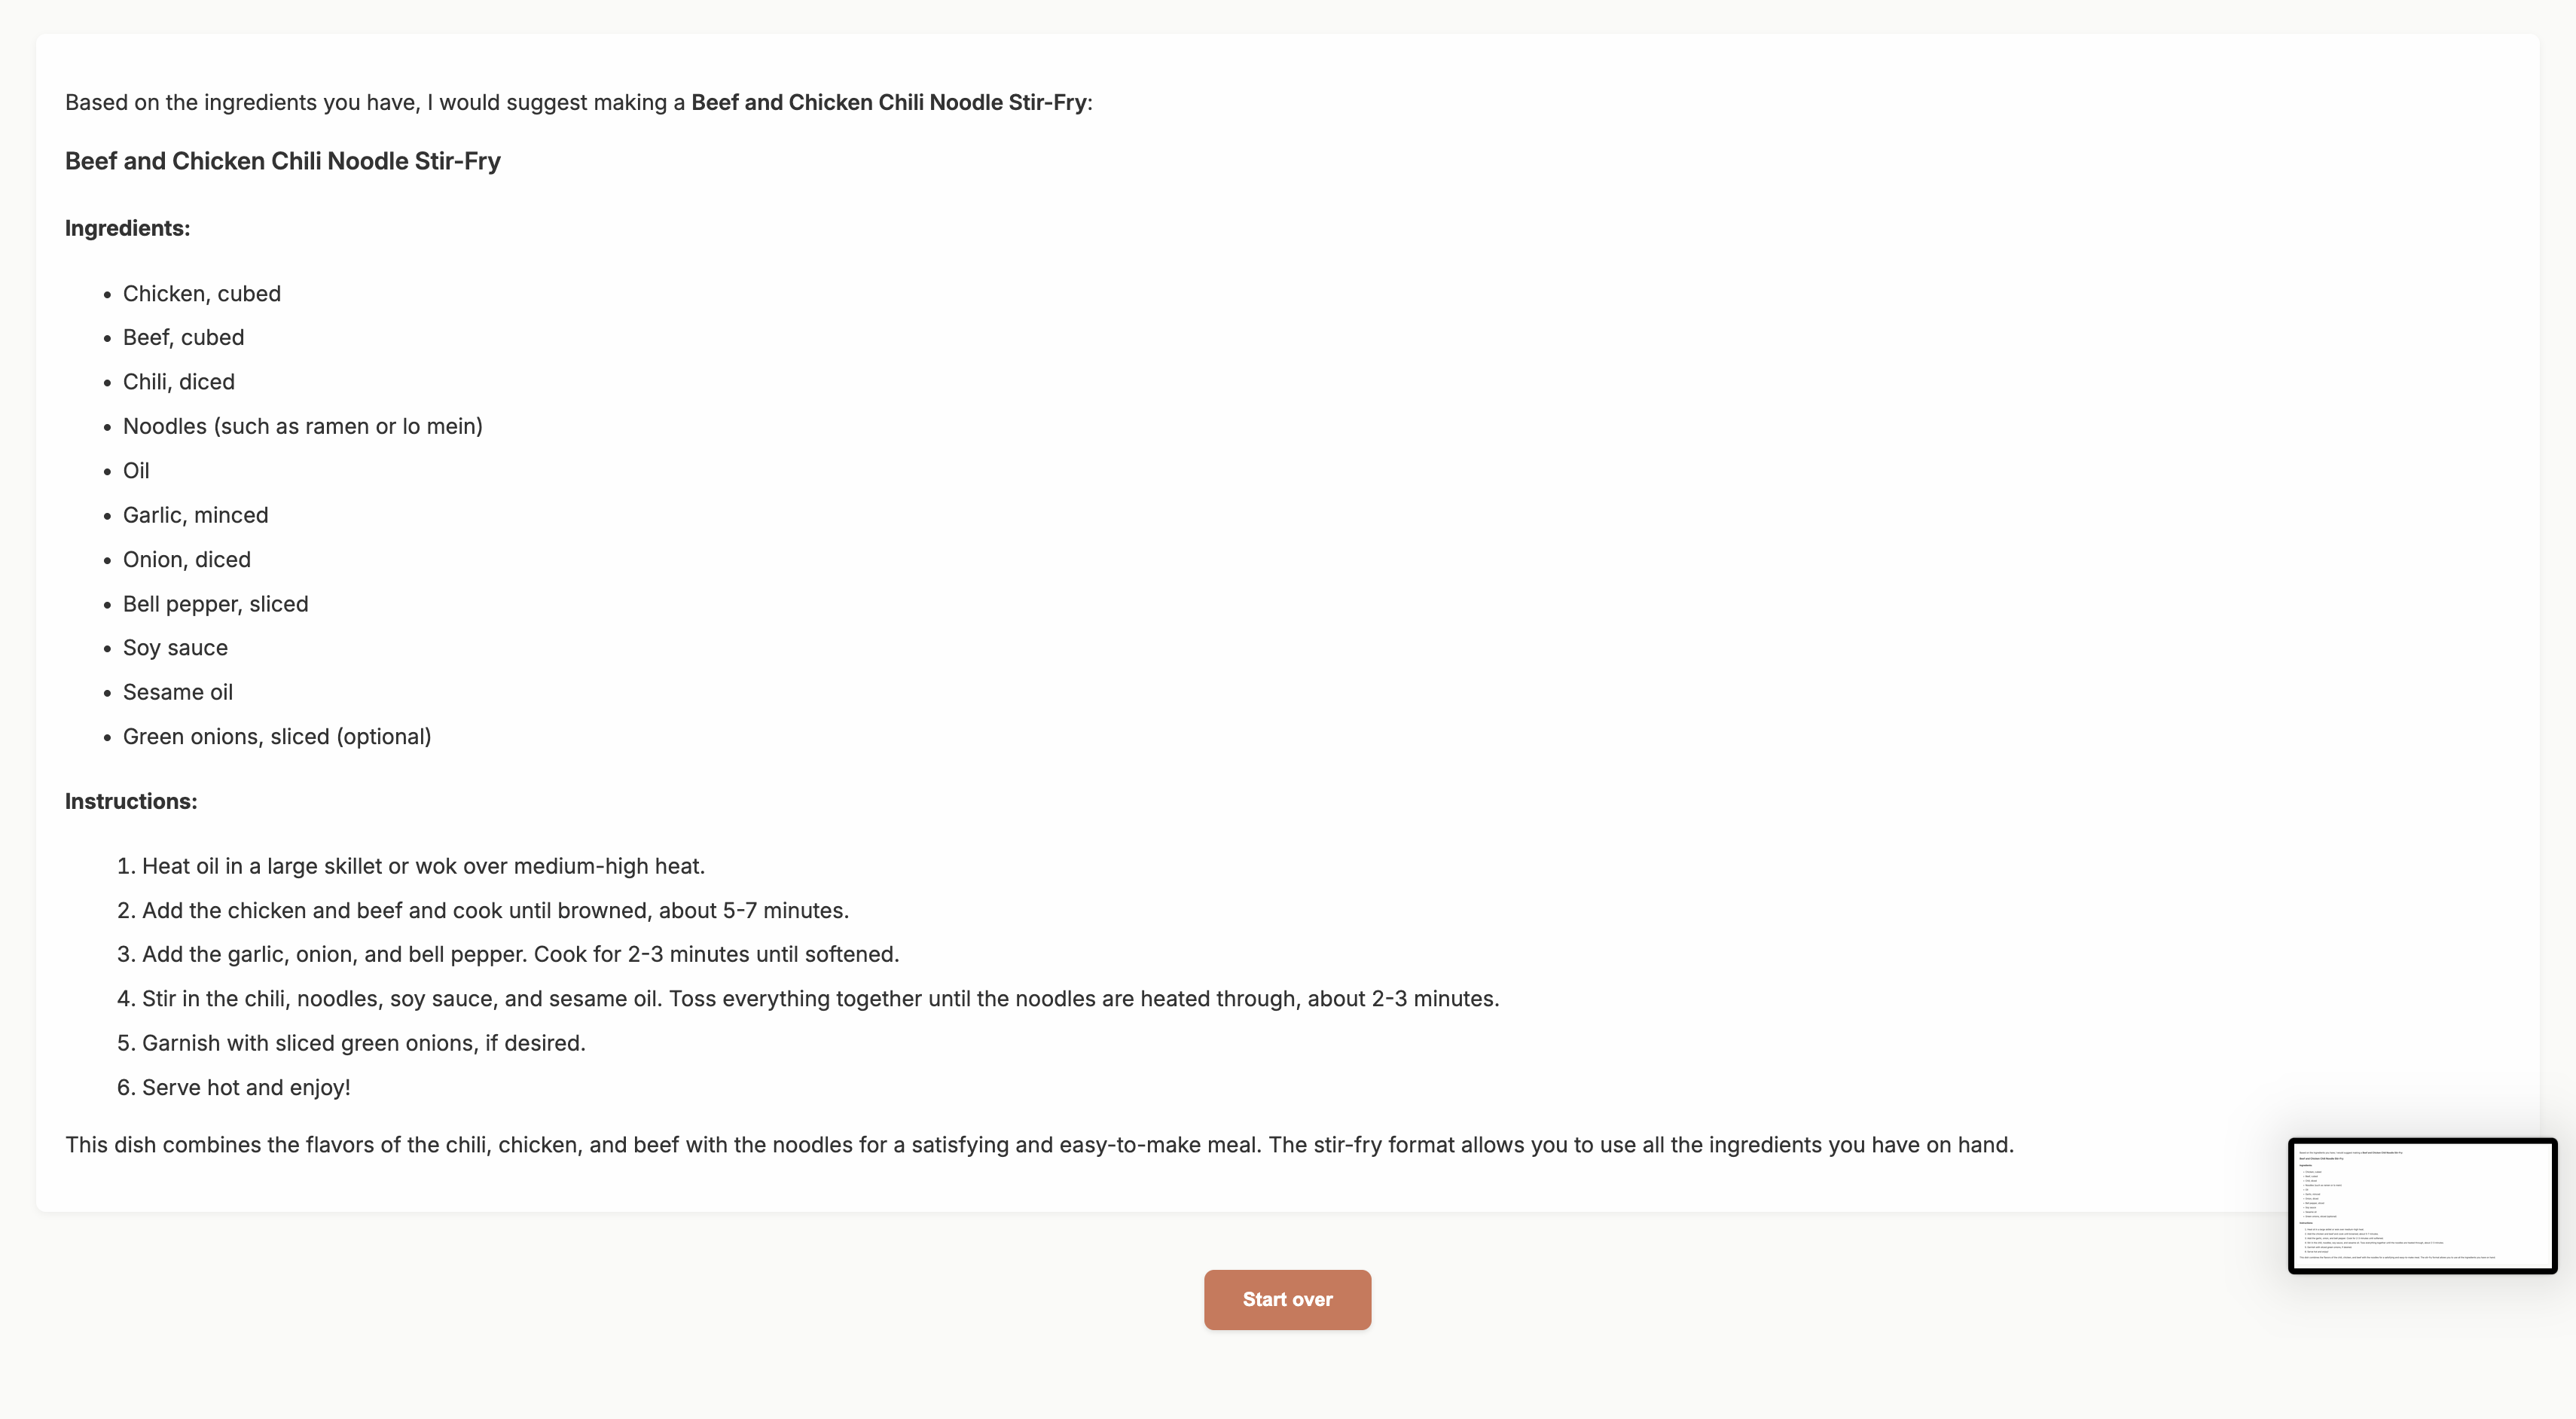 Based on the ingredients you have, I would suggest making a Beef and Chicken Chili Noodle Stir-Fry:
Beef and Chicken Chili Noodle Stir-Fry
Ingredients:
• Chicken, cubed
• Beef, cubed
• Chili, diced
• Noodles (such as ramen or lo mein)
• Oil
• Garlic, minced
• Onion, diced
• Bell pepper, sliced
• Soy sauce
• Sesame oil
• Green onions, sliced (optional)
Instructions:
1. Heat oil in a large skillet or wok over medium-high heat.
2. Add the chicken and beef and cook until browned, about 5-7 minutes.
3. Add the garlic, onion, and bell pepper. Cook for 2-3 minutes until softened.
4. Stir in the chili, noodles, soy sauce, and sesame oil. Toss everything together until the noodles are heated through, about 2-3 minutes.
5. Garnish with sliced green onions, if desired.
6. Serve hot and enjoy!
This dish combines the flavors of the chili, chicken, and beef with the noodles for a satisfying and easy-to-make meal. The stir-fry format allows you to use all the ingredients you have on hand.
Start over